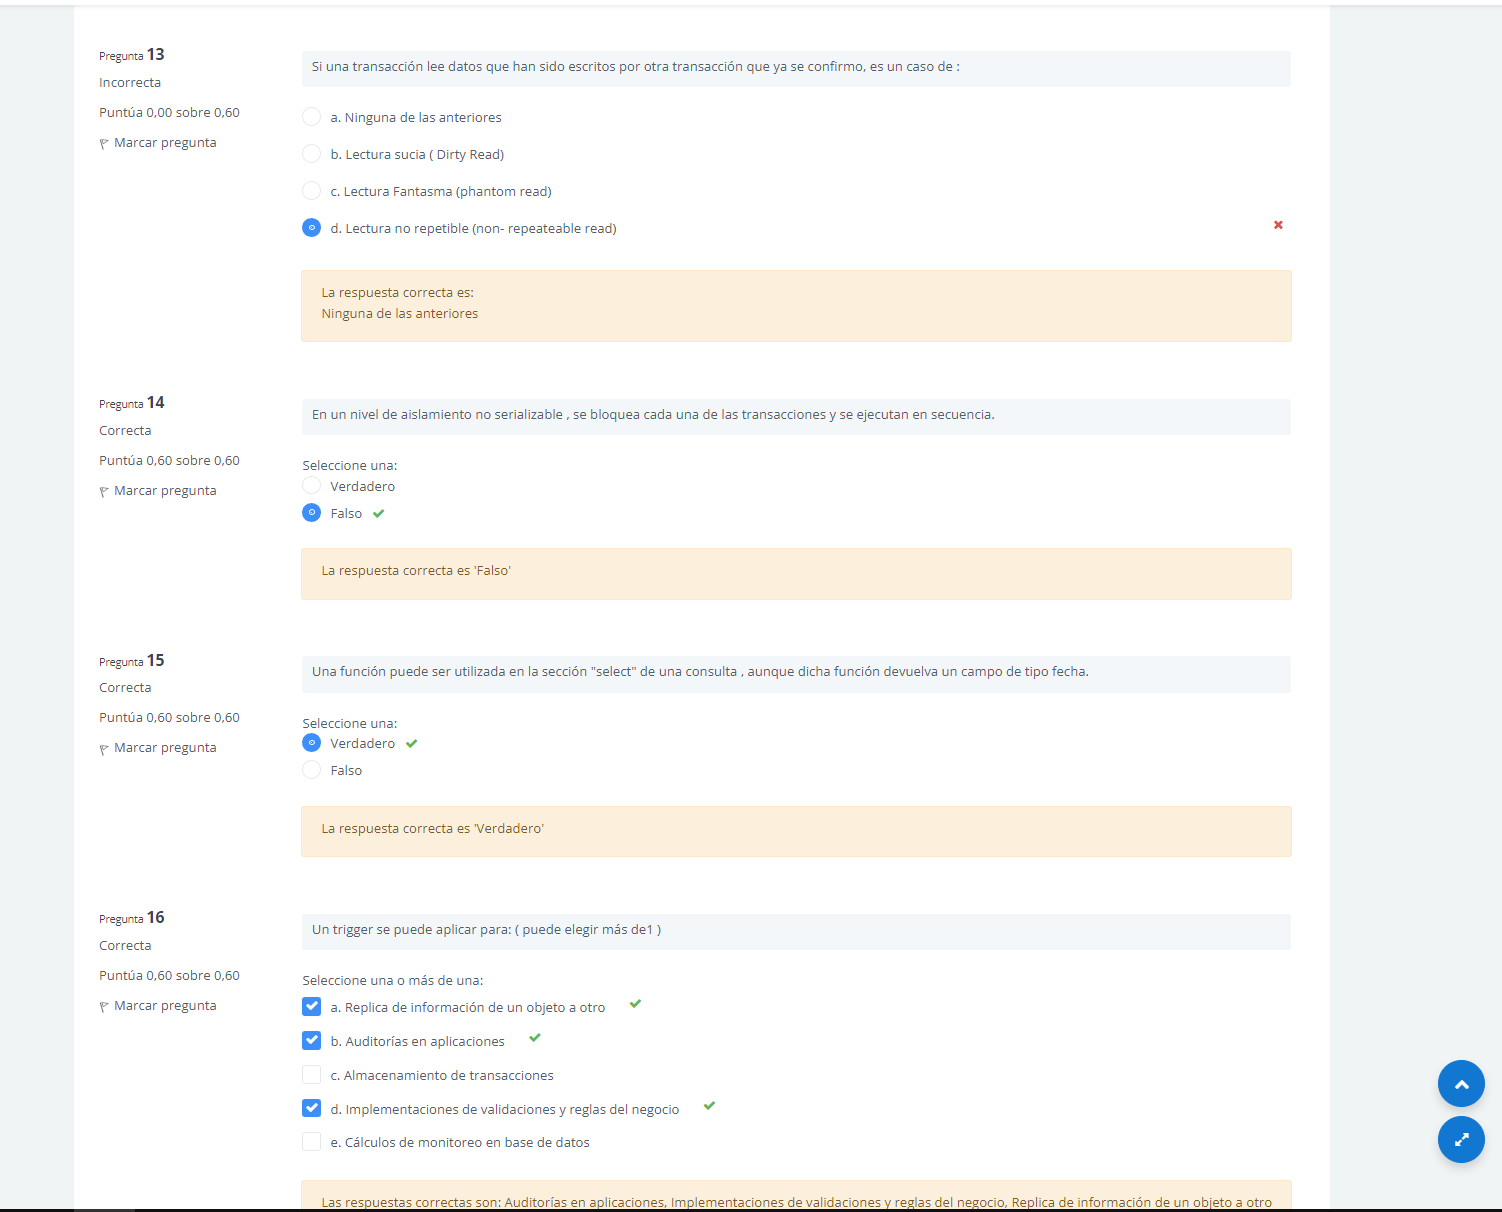 Pregunta 13
Incorrecta
Puntúa 0,00 sobre 0,60
Marcar pregunta
Si una transacción lee datos que han sido escritos por otra transacción que ya se confirmo, es un caso de :
a. Ninguna de las anteriores
b. Lectura sucia ( Dirty Read)
c. Lectura Fantasma (phantom read)
d. Lectura no repetible (non- repeateable read)
La respuesta correcta es:
Ninguna de las anteriores
Pregunta 14
Correcta
Puntúa 0,60 sobre 0,60
Marcar pregunta
En un nivel de aislamiento no serializable , se bloquea cada una de las transacciones y se ejecutan en secuencia.
Seleccione una:
Verdadero
Falso
La respuesta correcta es 'Falso'
Pregunta 15
Correcta
Puntúa 0,60 sobre 0,60
Marcar pregunta
Una función puede ser utilizada en la sección "select" de una consulta , aunque dicha función devuelva un campo de tipo fecha.
Seleccione una:
Verdadero
Falso
La respuesta correcta es 'Verdadero'
Pregunta 16
Correcta
Puntúa 0,60 sobre 0,60
Marcar pregunta
Un trigger se puede aplicar para: ( puede elegir más de1 )
Seleccione una o más de una:
a. Replica de información de un objeto a otro
b. Auditorías en aplicaciones
c. Almacenamiento de transacciones
d. Implementaciones de validaciones y reglas del negocio
e. Cálculos de monitoreo en base de datos
Las respuestas correctas son: Auditorías en aplicaciones, Implementaciones de validaciones y reglas del negocio, Replica de información de un objeto a otro